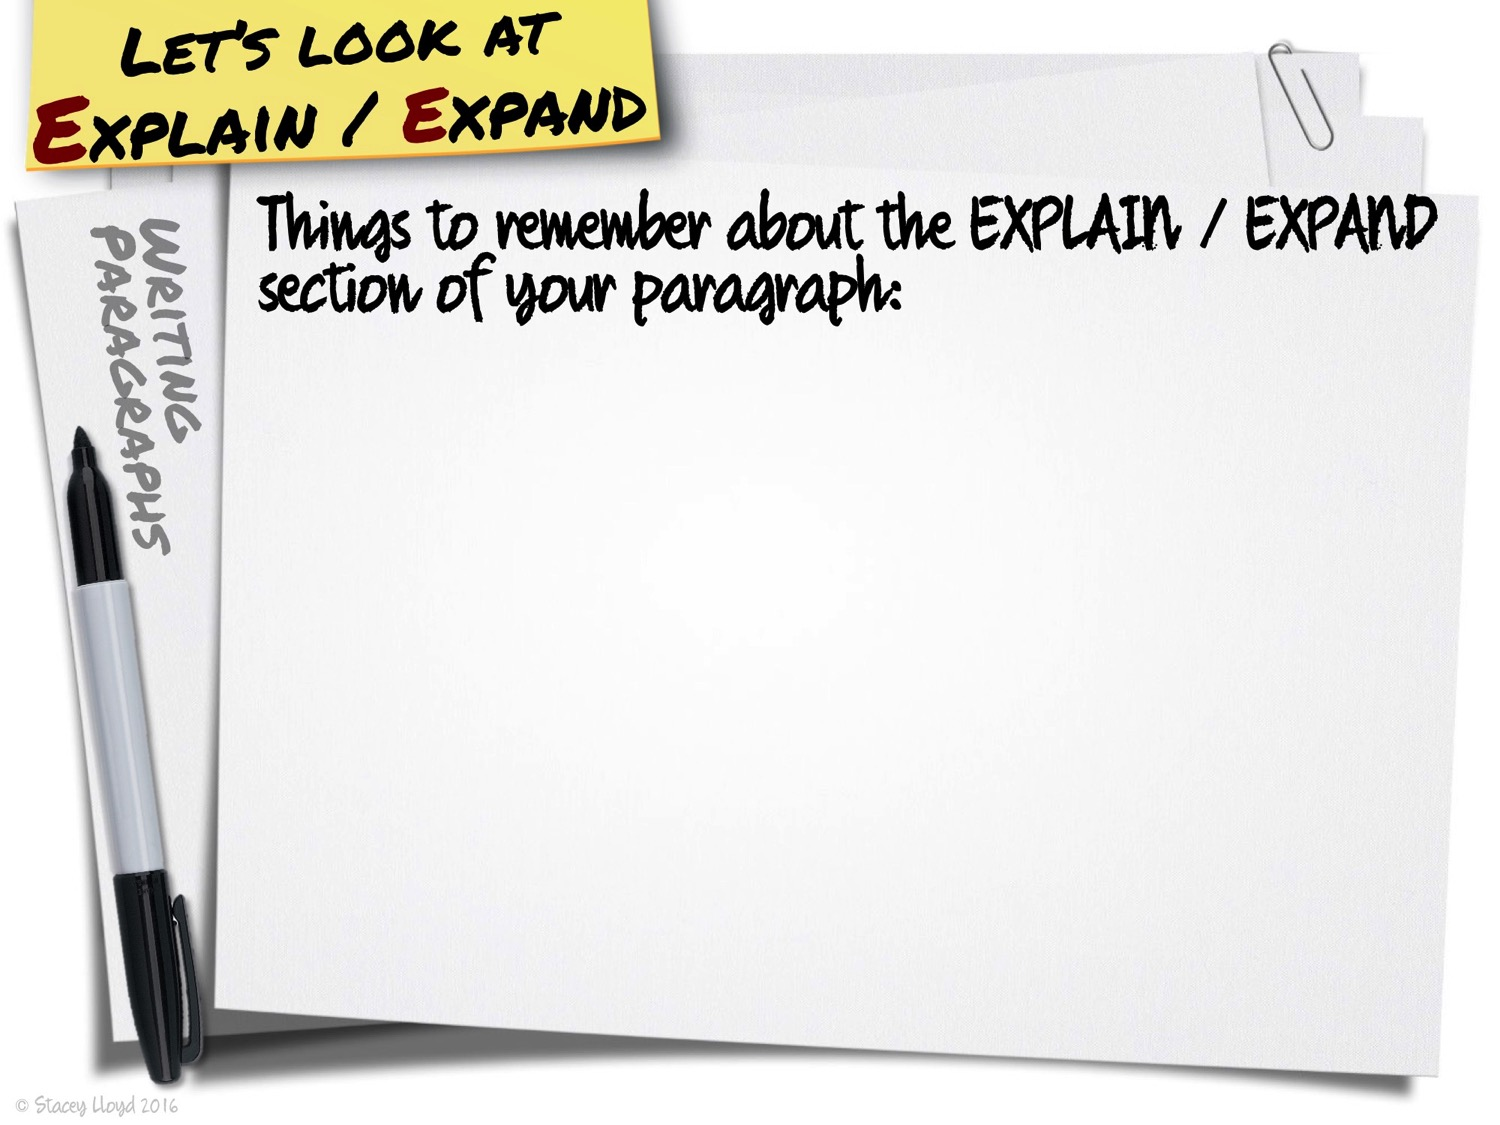 LET'S LOOK AT
EXPLAIN / EXPAND
WRITING
PARAGRAPHS
Things to remember about the EXPLAIN / EXPAND
section of your paragraph:
© Stacey Lloyd 2016